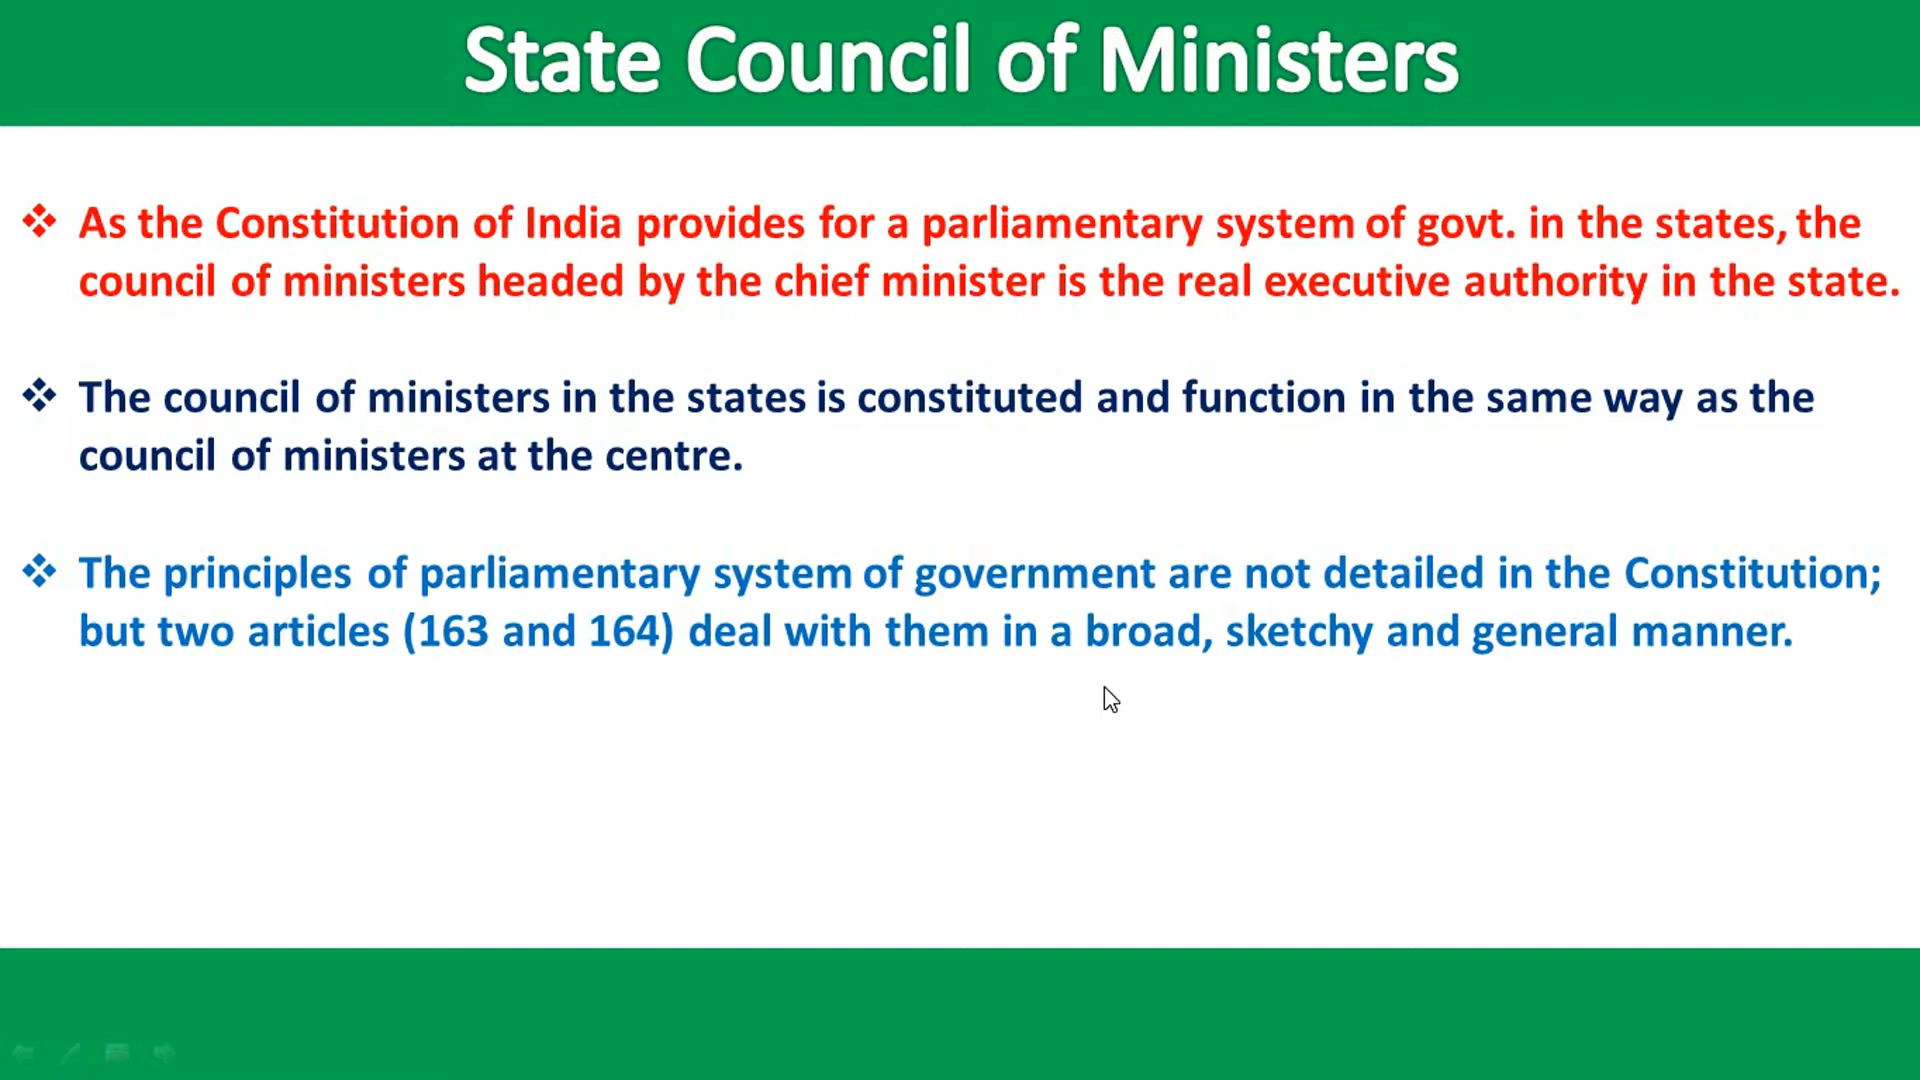 State Council of Ministers
As the Constitution of India provides for a parliamentary system of govt. in the states, the
council of ministers headed by the chief minister is the real executive authority in the state.
The council of ministers in the states is constituted and function in the same way as the
council of ministers at the centre.
The principles of parliamentary system of government are not detailed in the Constitution;
but two articles (163 and 164) deal with them in a broad, sketchy and general manner.